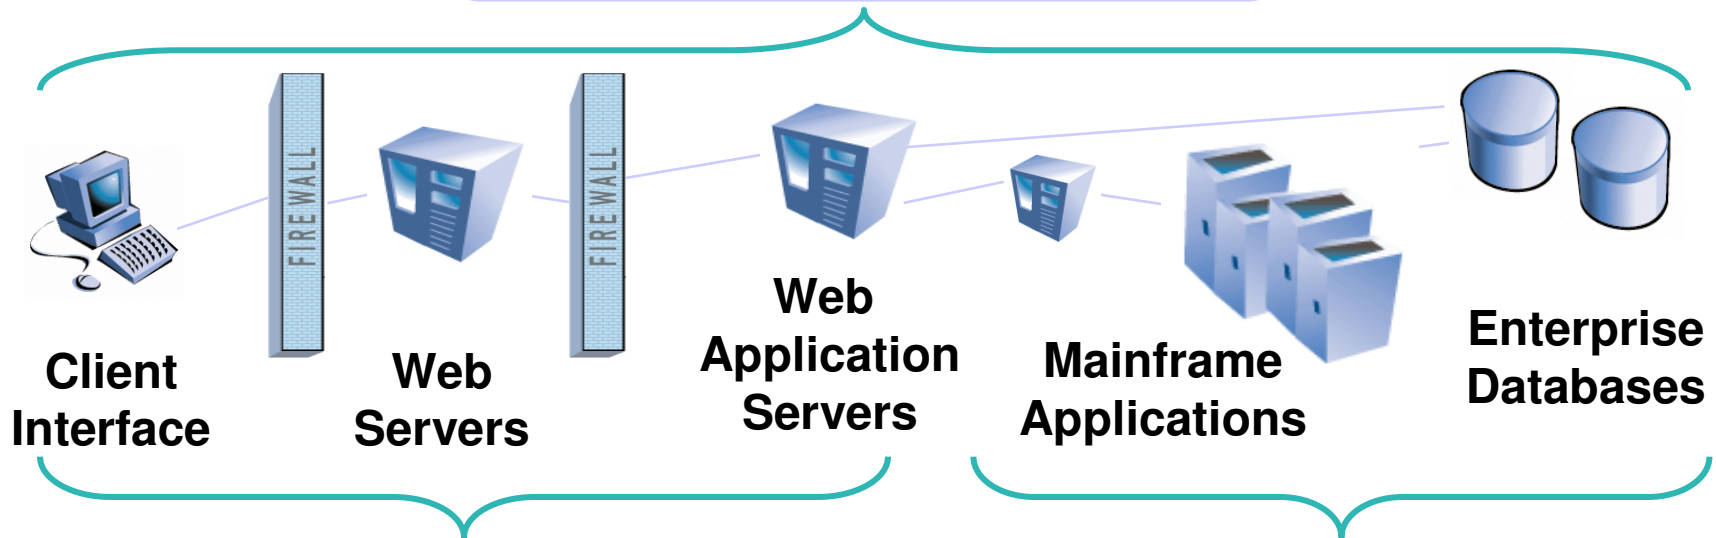 FIREWALL
FIREWALL
Client
Interface
Web
Servers
Web
Application
Servers
Mainframe
Applications
Enterprise
Databases